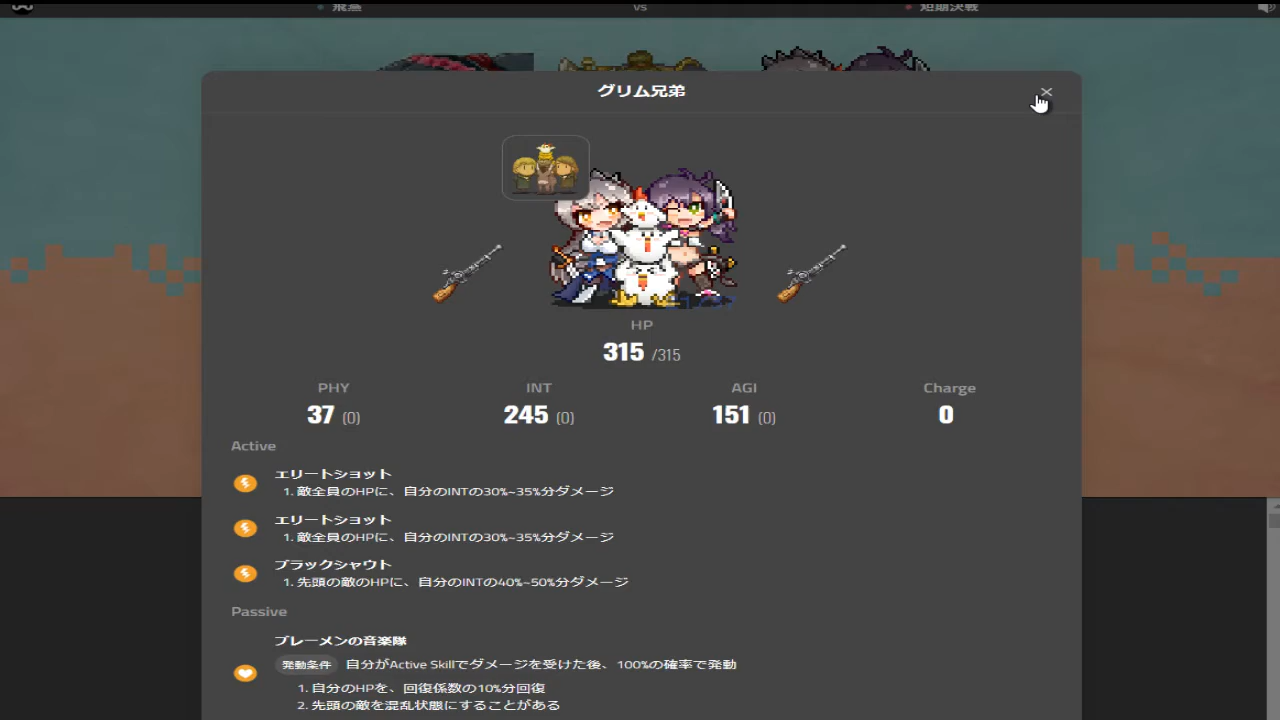 飛燕
vs
短期決戦
グリム兄弟
HP
315 /315
PHY
INT
AGI
Charge
37 (0)
245 (0)
151 (0)
0
Active
エリートショット
1. 敵全員のHPに、自分のINTの30%~35%分ダメージ
エリートショット
1. 敵全員のHPに、自分のINTの30%~35%分ダメージ
ブラックシャウト
1. 先頭の敵のHPに、自分のINTの40%~50%分ダメージ
Passive
ブレーメンの音楽隊
発動条件 自分がActive Skillでダメージを受けた後、100%の確率で発動
1. 自分のHPを、回復係数の10%分回復
2. 先頭の敵を混乱状態にすることがある